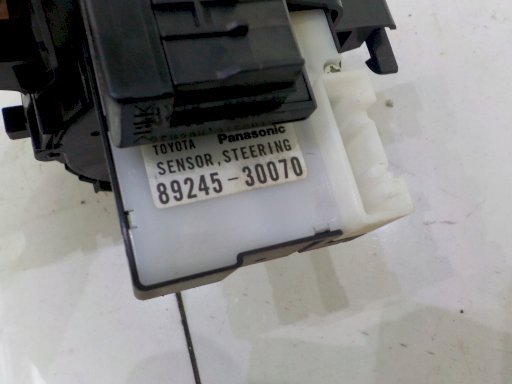 TOYOTA Panasonic
SENSOR, STEERING
89245-30070